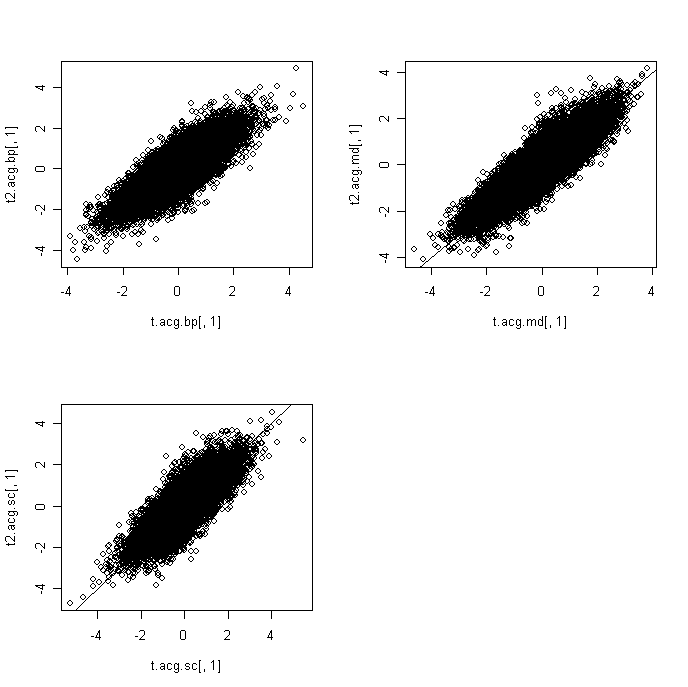 t2.acg.bp[, 1]
4
2
0
-2
-4
-4 -2 0 2 4
t.acg.bp[, 1]
t2.acg.md[, 1]
4
2
0
-2
-4
-4 -2 0 2 4
t.acg.md[, 1]
t2.acg.sc[, 1]
4
2
0
-2
-4
-4 -2 0 2 4
t.acg.sc[, 1]